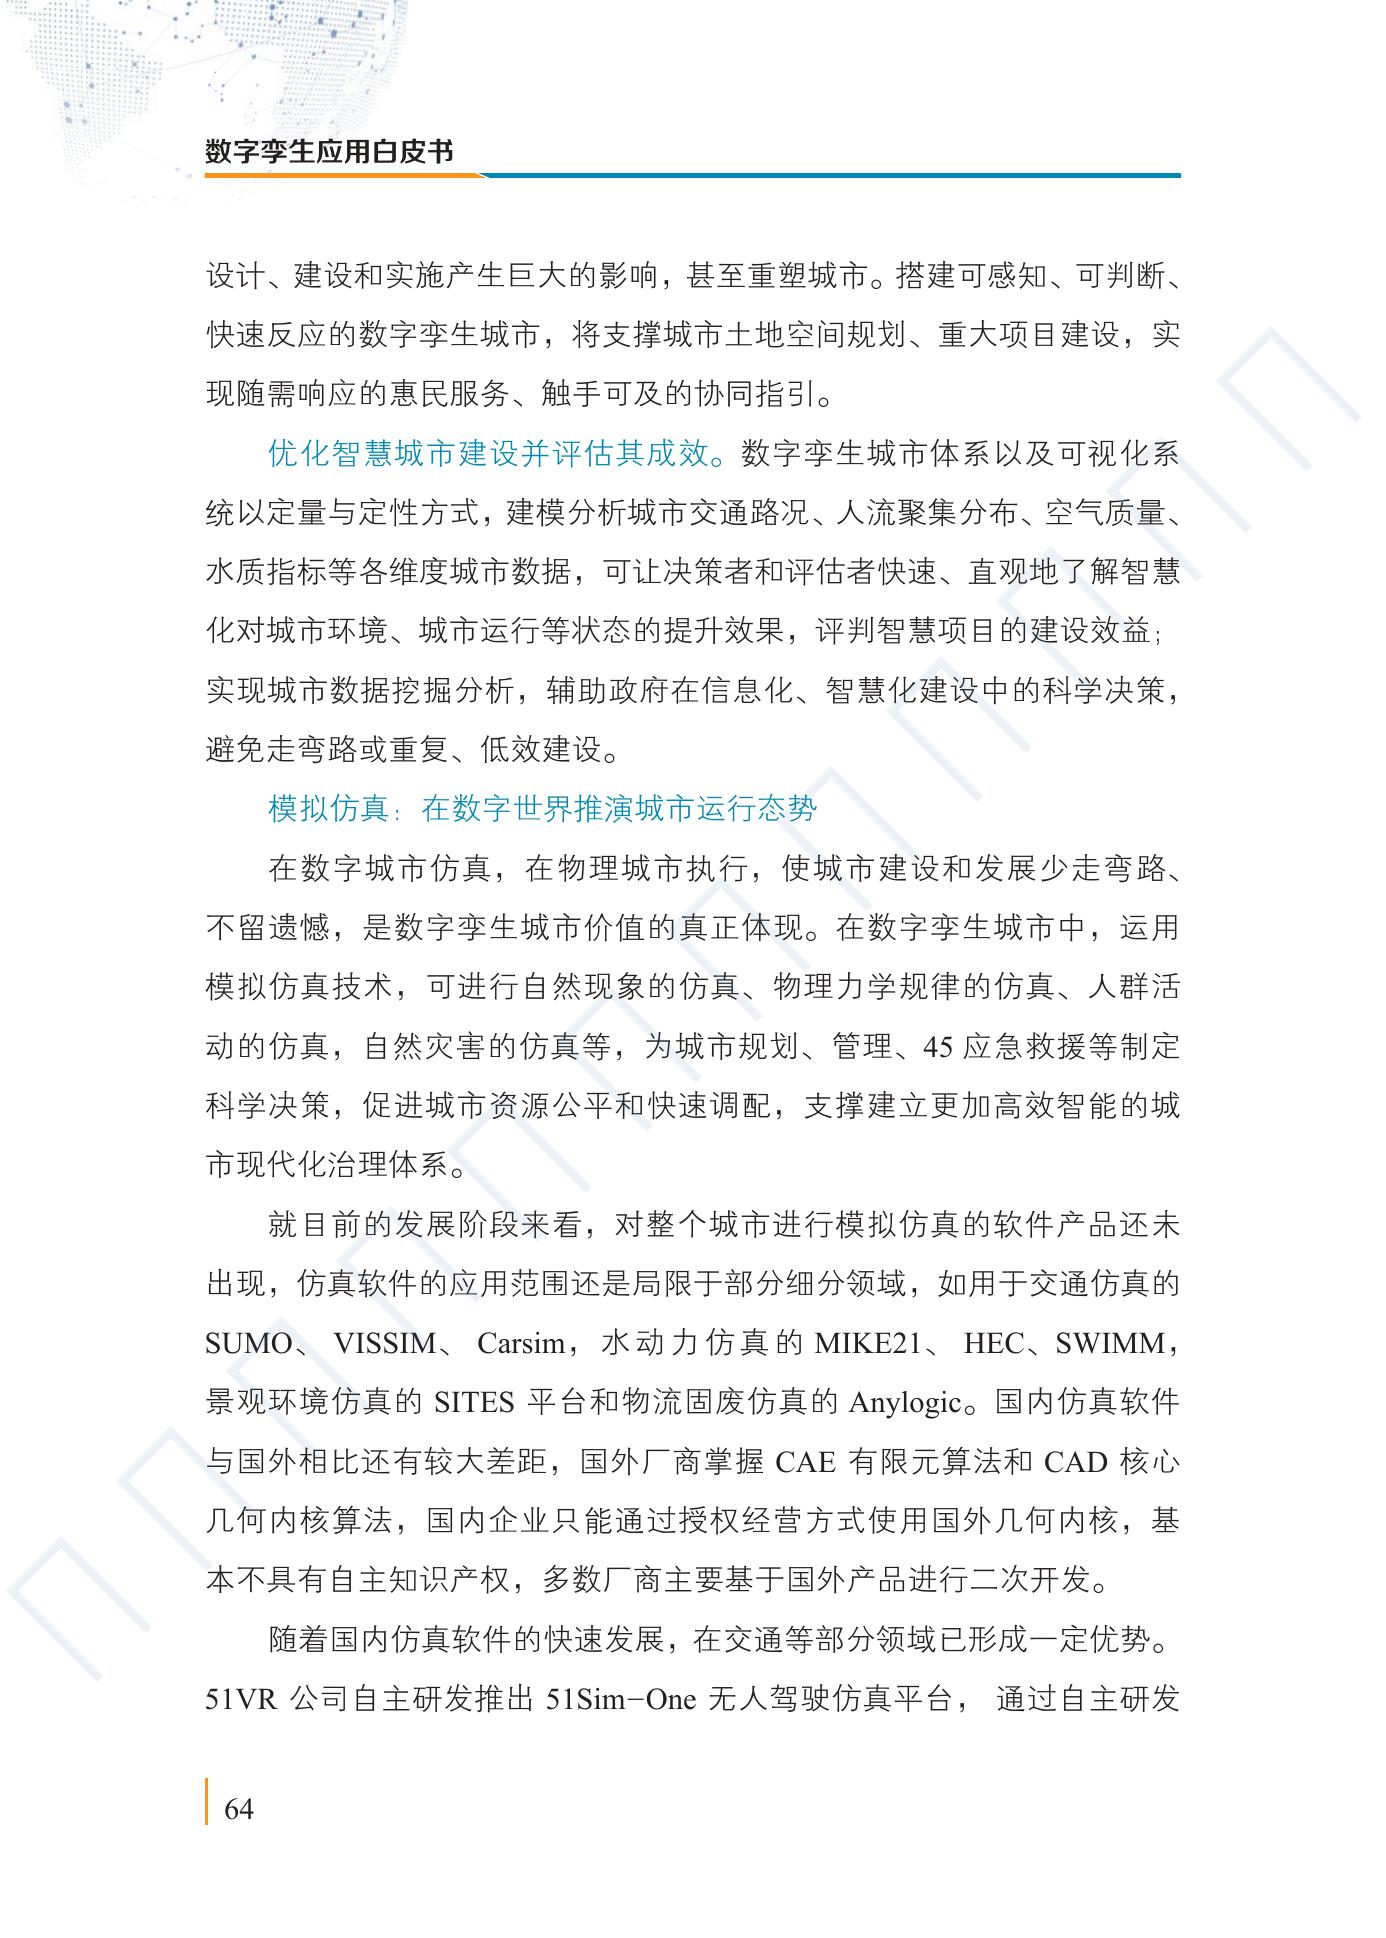 数字孪生应用白皮书
设计、建设和实施产生巨大的影响，甚至重塑城市。搭建可感知、可判断、
快速反应的数字孪生城市，将支撑城市土地空间规划、重大项目建设，实
现随需响应的惠民服务、触手可及的协同指引。
优化智慧城市建设并评估其成效。数字孪生城市体系以及可视化系
统以定量与定性方式，建模分析城市交通路况、人流聚集分布、空气质量、
水质指标等各维度城市数据，可让决策者和评估者快速、直观地了解智慧
化对城市环境、城市运行等状态的提升效果，评判智慧项目的建设效益；
实现城市数据挖掘分析，辅助政府在信息化、智慧化建设中的科学决策，
避免走弯路或重复、低效建设。
模拟仿真：在数字世界推演城市运行态势
在数字城市仿真，在物理城市执行，使城市建设和发展少走弯路、
不留遗憾，是数字孪生城市价值的真正体现。在数字孪生城市中，运用
模拟仿真技术，可进行自然现象的仿真、物理力学规律的仿真、人群活
动的仿真，自然灾害的仿真等，为城市规划、管理、45 应急救援等制定
科学决策，促进城市资源公平和快速调配，支撑建立更加高效智能的城
市现代化治理体系。
就目前的发展阶段来看，对整个城市进行模拟仿真的软件产品还未
出现，仿真软件的应用范围还是局限于部分细分领域，如用于交通仿真的
SUMO、 VISSIM、 Carsim，水动力仿真的 MIKE21、 HEC、SWIMM，
景观环境仿真的 SITES 平台和物流固废仿真的 Anylogic。国内仿真软件
与国外相比还有较大差距，国外厂商掌握 CAE 有限元算法和 CAD 核心
几何内核算法，国内企业只能通过授权经营方式使用国外几何内核，基
本不具有自主知识产权，多数厂商主要基于国外产品进行二次开发。
随着国内仿真软件的快速发展，在交通等部分领域已形成一定优势。
51VR 公司自主研发推出 51Sim-One 无人驾驶仿真平台， 通过自主研发
64